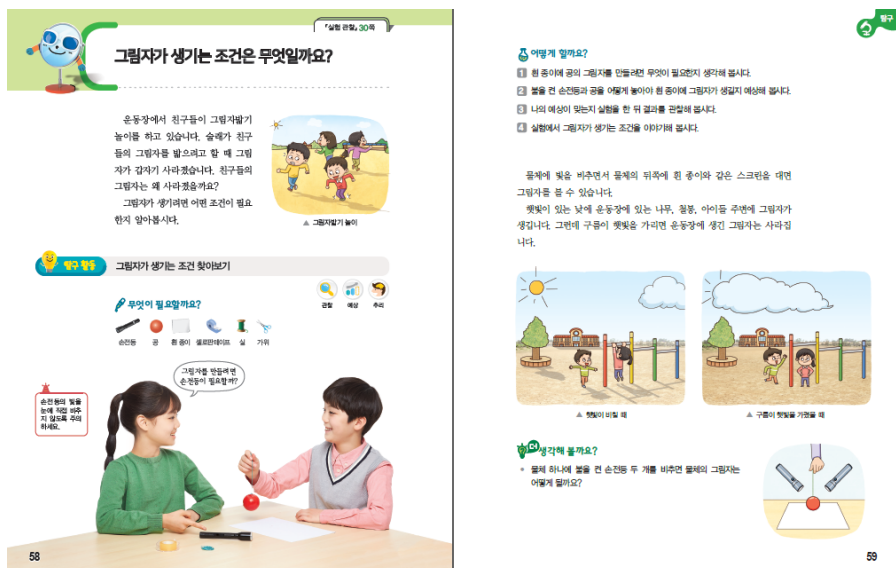 『실험 관찰』 30쪽
그림자가 생기는 조건은 무엇일까요?
운동장에서 친구들이 그림자밟기
놀이를 하고 있습니다. 술래가 친구
들의 그림자를 밟으려고 할 때 그림
자가 갑자기 사라졌습니다. 친구들의
그림자는 왜 사라졌을까요?
그림자가 생기려면 어떤 조건이 필요
한지 알아봅시다.
▲ 그림자밟기 놀이
탐구 활동
그림자가 생기는 조건 찾아보기
무엇이 필요할까요?
관찰
예상
추리
손전등 공 흰 종이 셀로판테이프 실 가위
그림자를 만들려면
손전등이 필요할까?
손전등의 빛을
눈에 직접 비추
지 않도록 주의
하세요.
58
탐구
어떻게 할까요?
1 흰 종이에 공의 그림자를 만들려면 무엇이 필요한지 생각해 봅시다.
2 불을 켠 손전등과 공을 어떻게 놓아야 흰 종이에 그림자가 생길지 예상해 봅시다.
3 나의 예상이 맞는지 실험을 한 뒤 결과를 관찰해 봅시다.
4 실험에서 그림자가 생기는 조건을 이야기해 봅시다.
물체에 빛을 비추면서 물체의 뒤쪽에 흰 종이와 같은 스크린을 대면
그림자를 볼 수 있습니다.
햇빛이 있는 낮에 운동장에 있는 나무, 철봉, 아이들 주변에 그림자가
생깁니다. 그런데 구름이 햇빛을 가리면 운동장에 생긴 그림자는 사라집
니다.
▲ 햇빛이 비칠 때
▲ 구름이 햇빛을 가렸을 때
더 생각해 볼까요?
• 물체 하나에 불을 켠 손전등 두 개를 비추면 물체의 그림자는
어떻게 될까요?
59